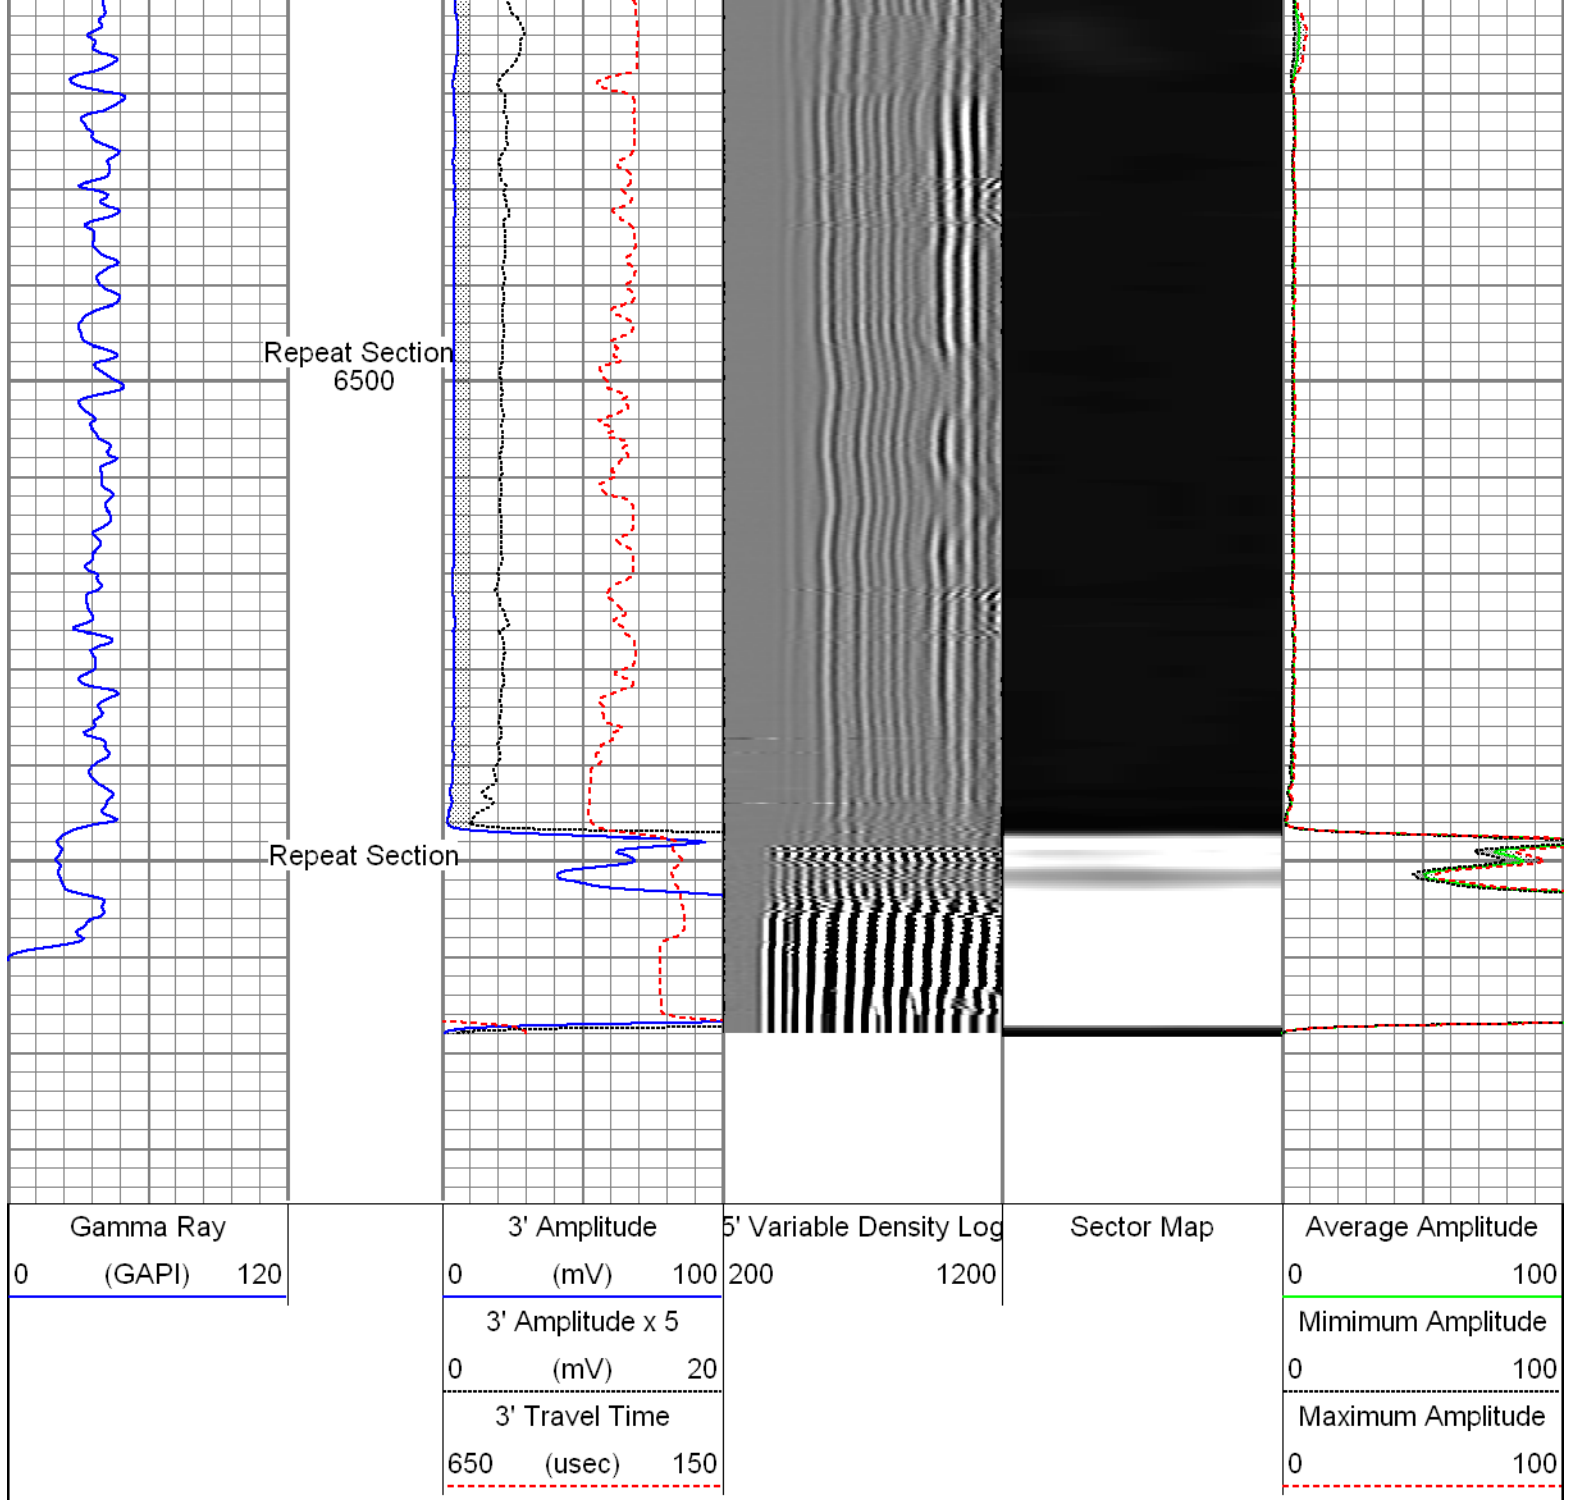 Repeat Section
6500
Repeat Section
Gamma Ray
0 (GAPI) 120
3' Amplitude
0 (mV) 100
3' Amplitude x 5
0 (mV) 20
3' Travel Time
650 (usec) 150
5' Variable Density Log
200 1200
Sector Map
Average Amplitude
0 100
Mimimum Amplitude
0 100
Maximum Amplitude
0 100